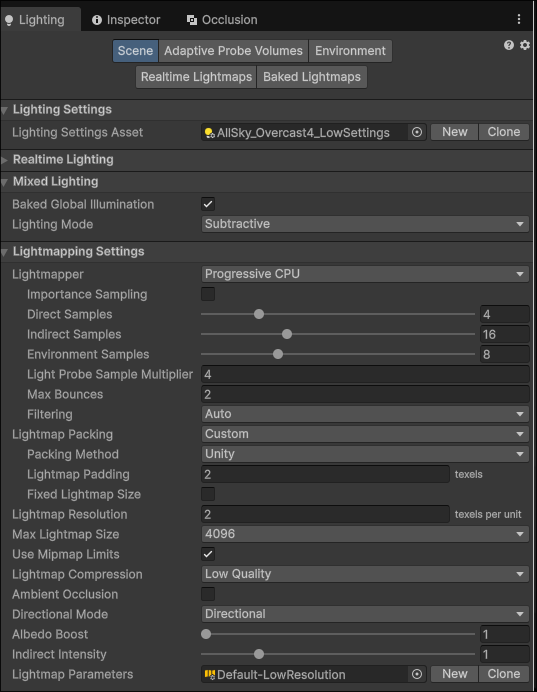 Lighting Inspector Occlusion
Scene Adaptive Probe Volumes Environment
Realtime Lightmaps Baked Lightmaps
Lighting Settings
Lighting Settings Asset AllSky_Overcast4_LowSettings New Clone
Realtime Lighting
Mixed Lighting
Baked Global Illumination
Lighting Mode Subtractive
Lightmapping Settings
Lightmapper Progressive CPU
Importance Sampling
Direct Samples 4
Indirect Samples 16
Environment Samples 8
Light Probe Sample Multiplier 4
Max Bounces 2
Filtering Auto
Lightmap Packing Custom
Packing Method Unity
Lightmap Padding 2 texels
Fixed Lightmap Size
Lightmap Resolution 2 texels per unit
Max Lightmap Size 4096
Use Mipmap Limits
Lightmap Compression Low Quality
Ambient Occlusion
Directional Mode Directional
Albedo Boost 1
Indirect Intensity 1
Lightmap Parameters Default-LowResolution New Clone